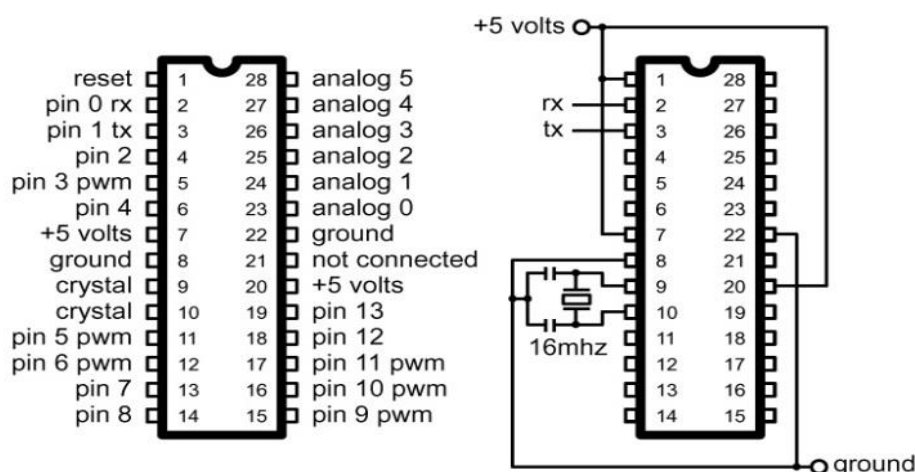 +5 volts
reset 1 28 analog 5
pin 0 rx 2 27 analog 4
pin 1 tx 3 26 analog 3
pin 2 4 25 analog 2
pin 3 pwm 5 24 analog 1
pin 4 6 23 analog 0
+5 volts 7 22 ground
ground 8 21 not connected
crystal 9 20 +5 volts
crystal 10 19 pin 13
pin 5 pwm 11 18 pin 12
pin 6 pwm 12 17 pin 11 pwm
pin 7 13 16 pin 10 pwm
pin 8 14 15 pin 9 pwm
1 28
rx 2 27
tx 3 26
4 25
5 24
6 23
7 22
8 21
9 20
10 19
16mhz 11 18
12 17
13 16
14 15
ground